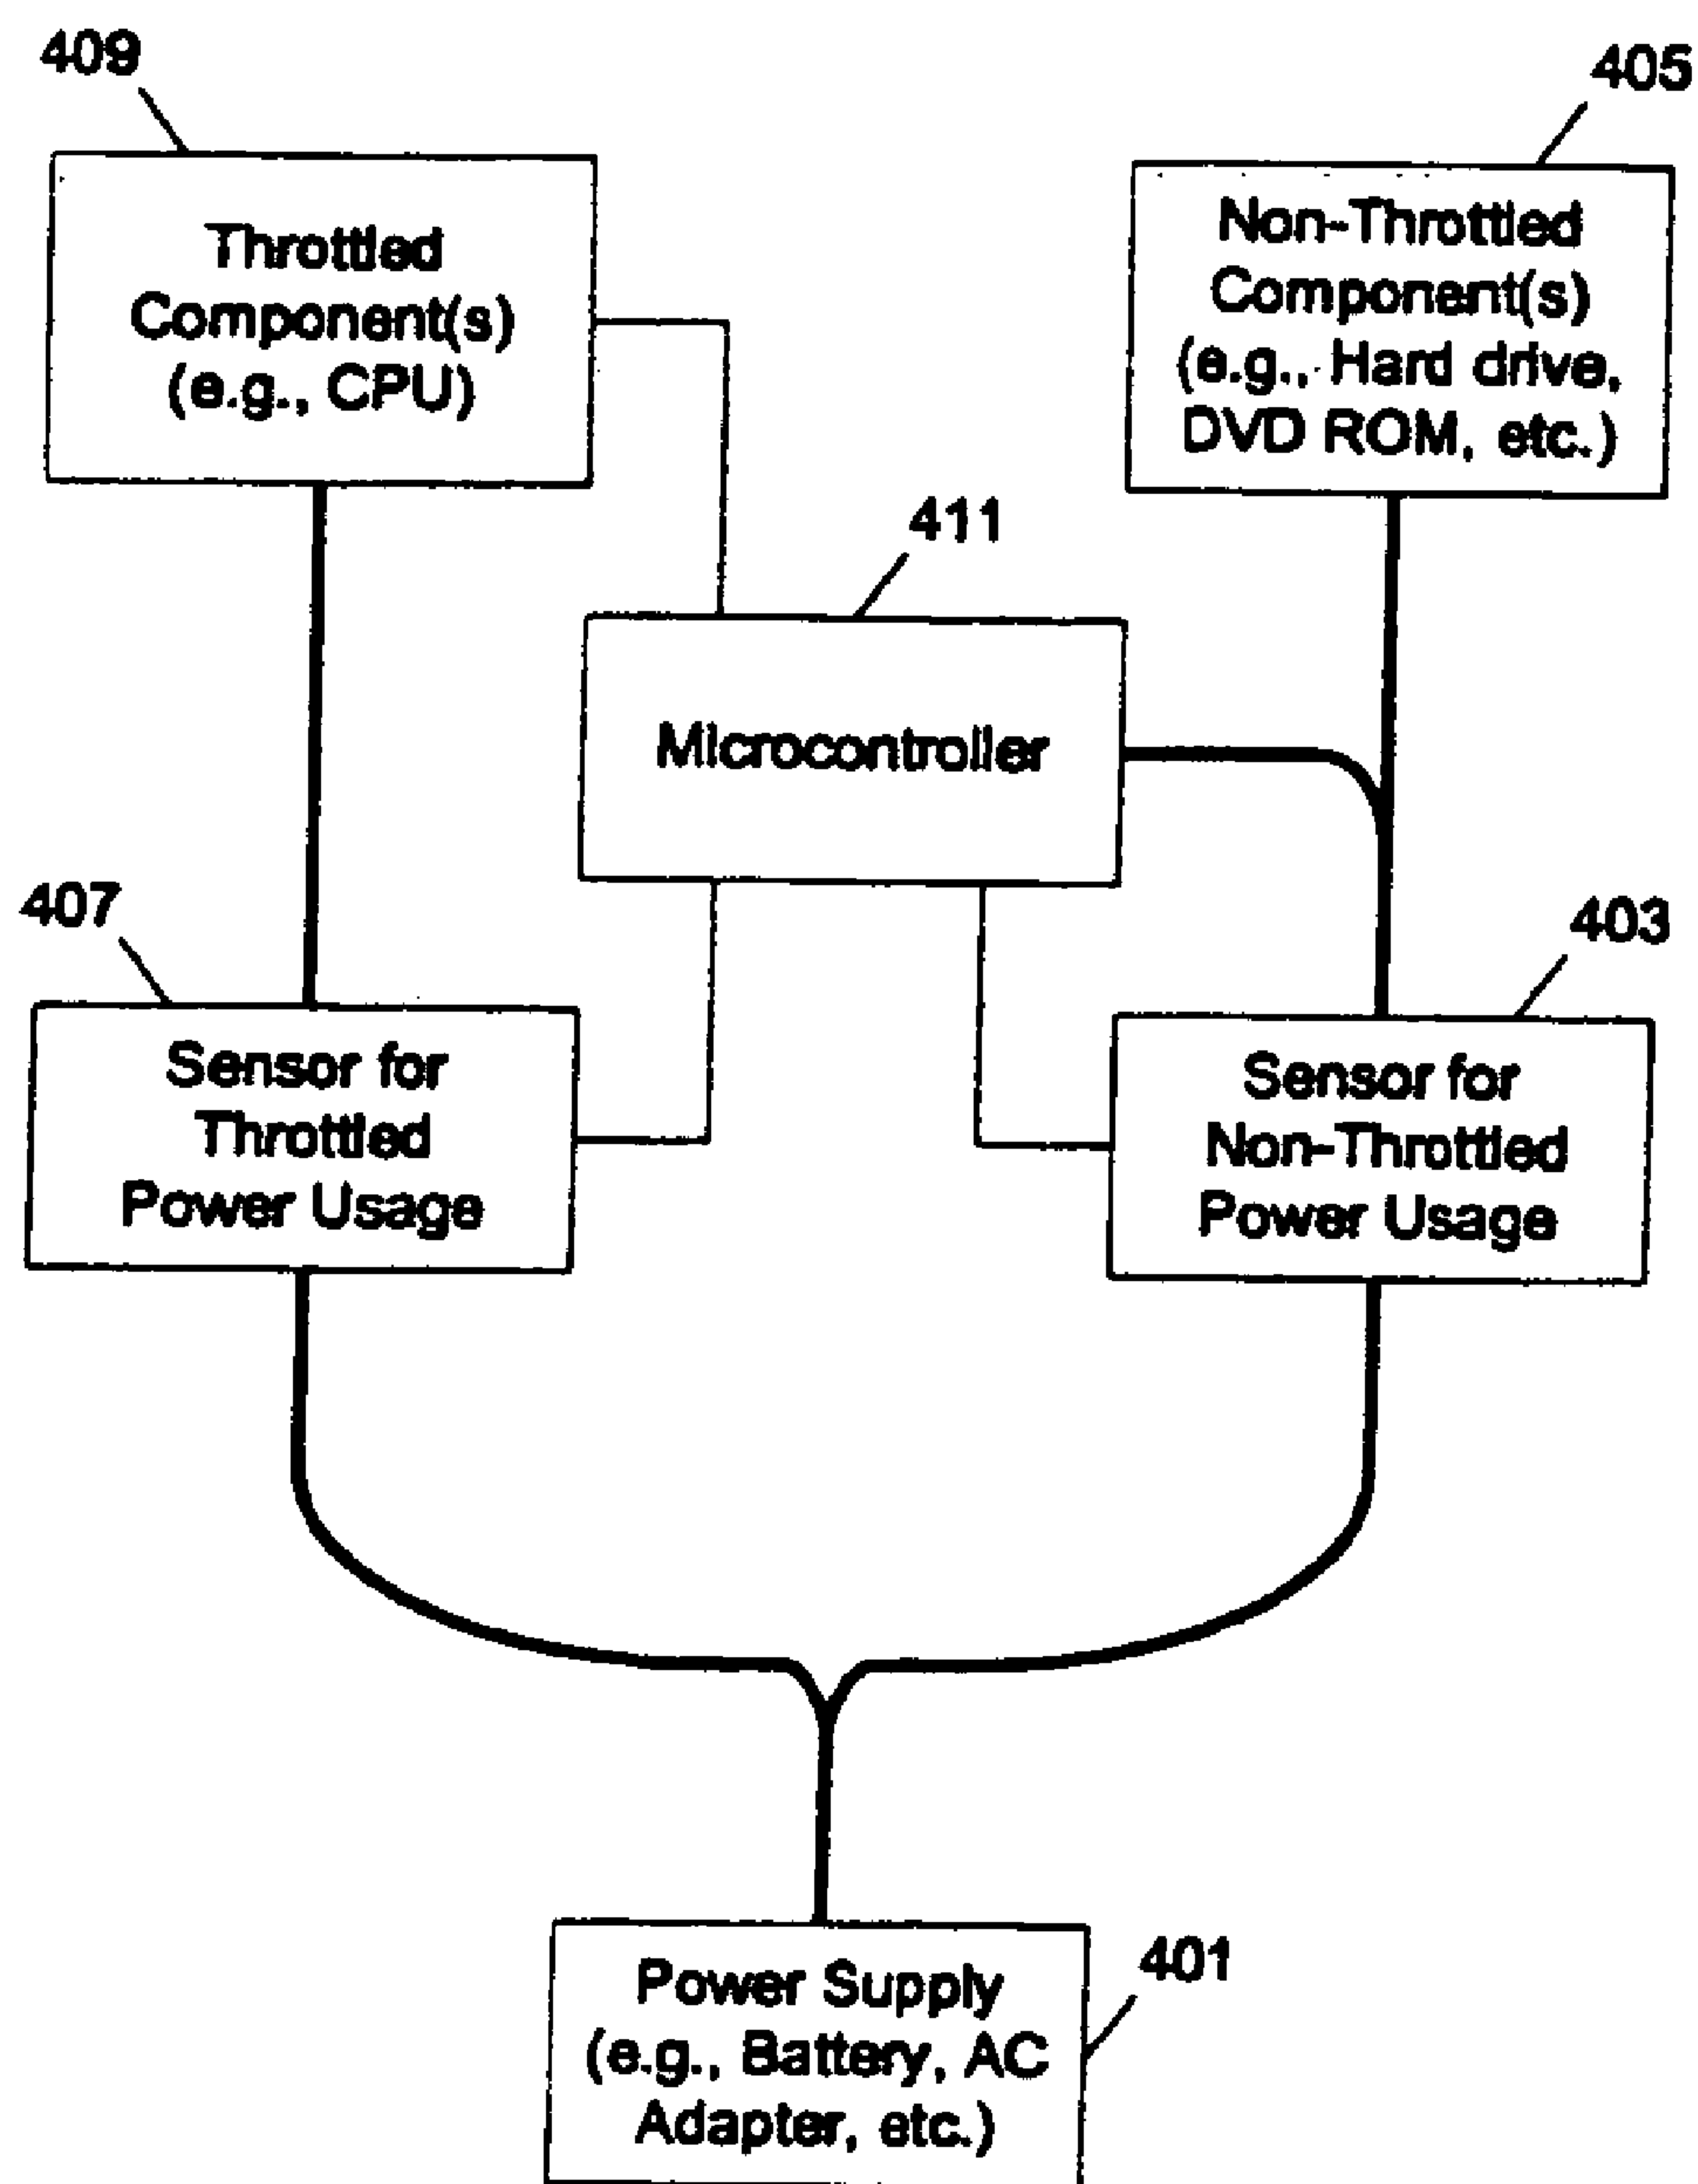 409
405
Throttled
Component(s)
(e.g., CPU)
Non-Throttled
Component(s)
(e.g., Hard drive,
DVD ROM, etc.)
411
Microcontroller
407
403
Sensor for
Throttled
Power Usage
Sensor for
Non-Throttled
Power Usage
401
Power Supply
(e.g., Battery, AC
Adapter, etc.)